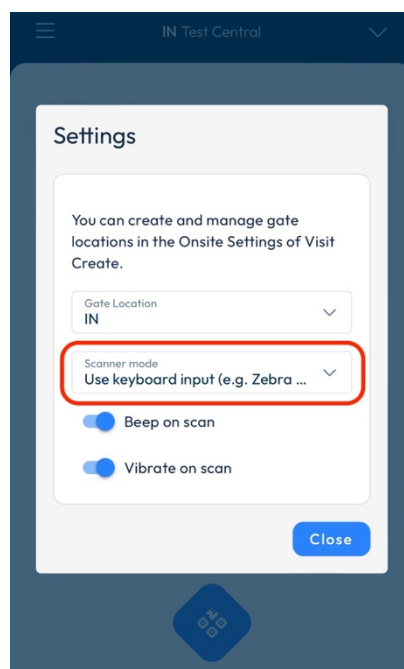 IN Test Central
Settings
You can create and manage gate
locations in the Onsite Settings of Visit
Create.
Gate Location
IN
Scanner mode
Use keyboard input (e.g. Zebra ...
Beep on scan
Vibrate on scan
Close